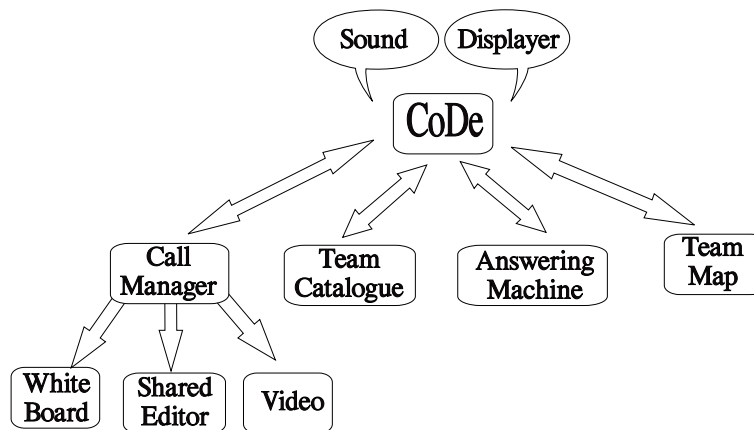 Sound
Displayer
CoDe
Call
Manager
Team
Catalogue
Answering
Machine
Team
Map
White
Board
Shared
Editor
Video